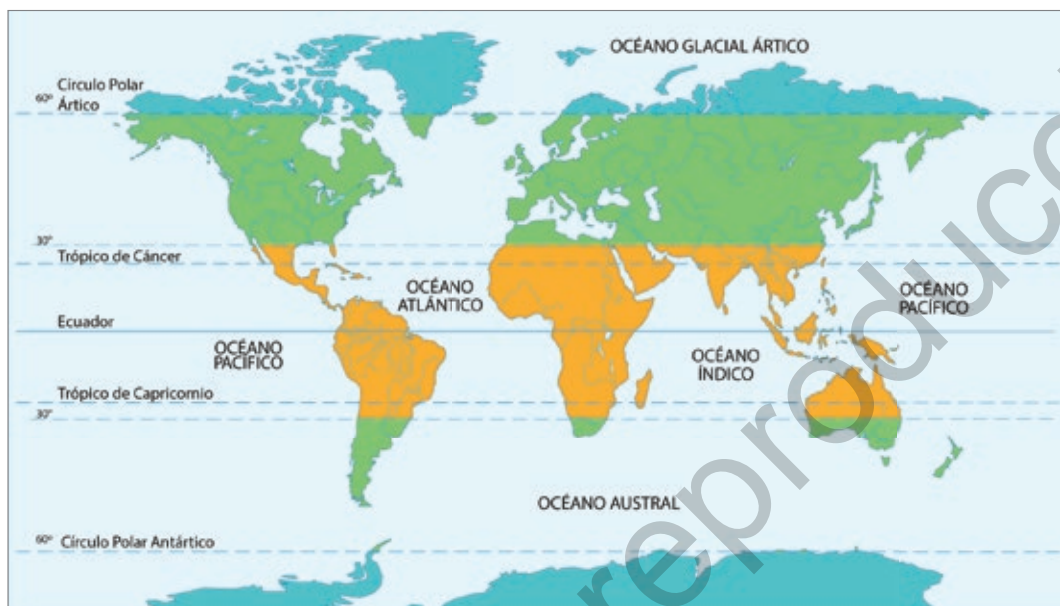 OCÉANO GLACIAL ÁRTICO
Círculo Polar
60°
Ártico
30°
Trópico de Cáncer
OCÉANO
ATLÁNTICO
OCÉANO
PACÍFICO
Ecuador
OCÉANO
PACÍFICO
OCÉANO
ÍNDICO
Trópico de Capricornio
30°
OCÉANO AUSTRAL
60° Círculo Polar Antártico
reproduc